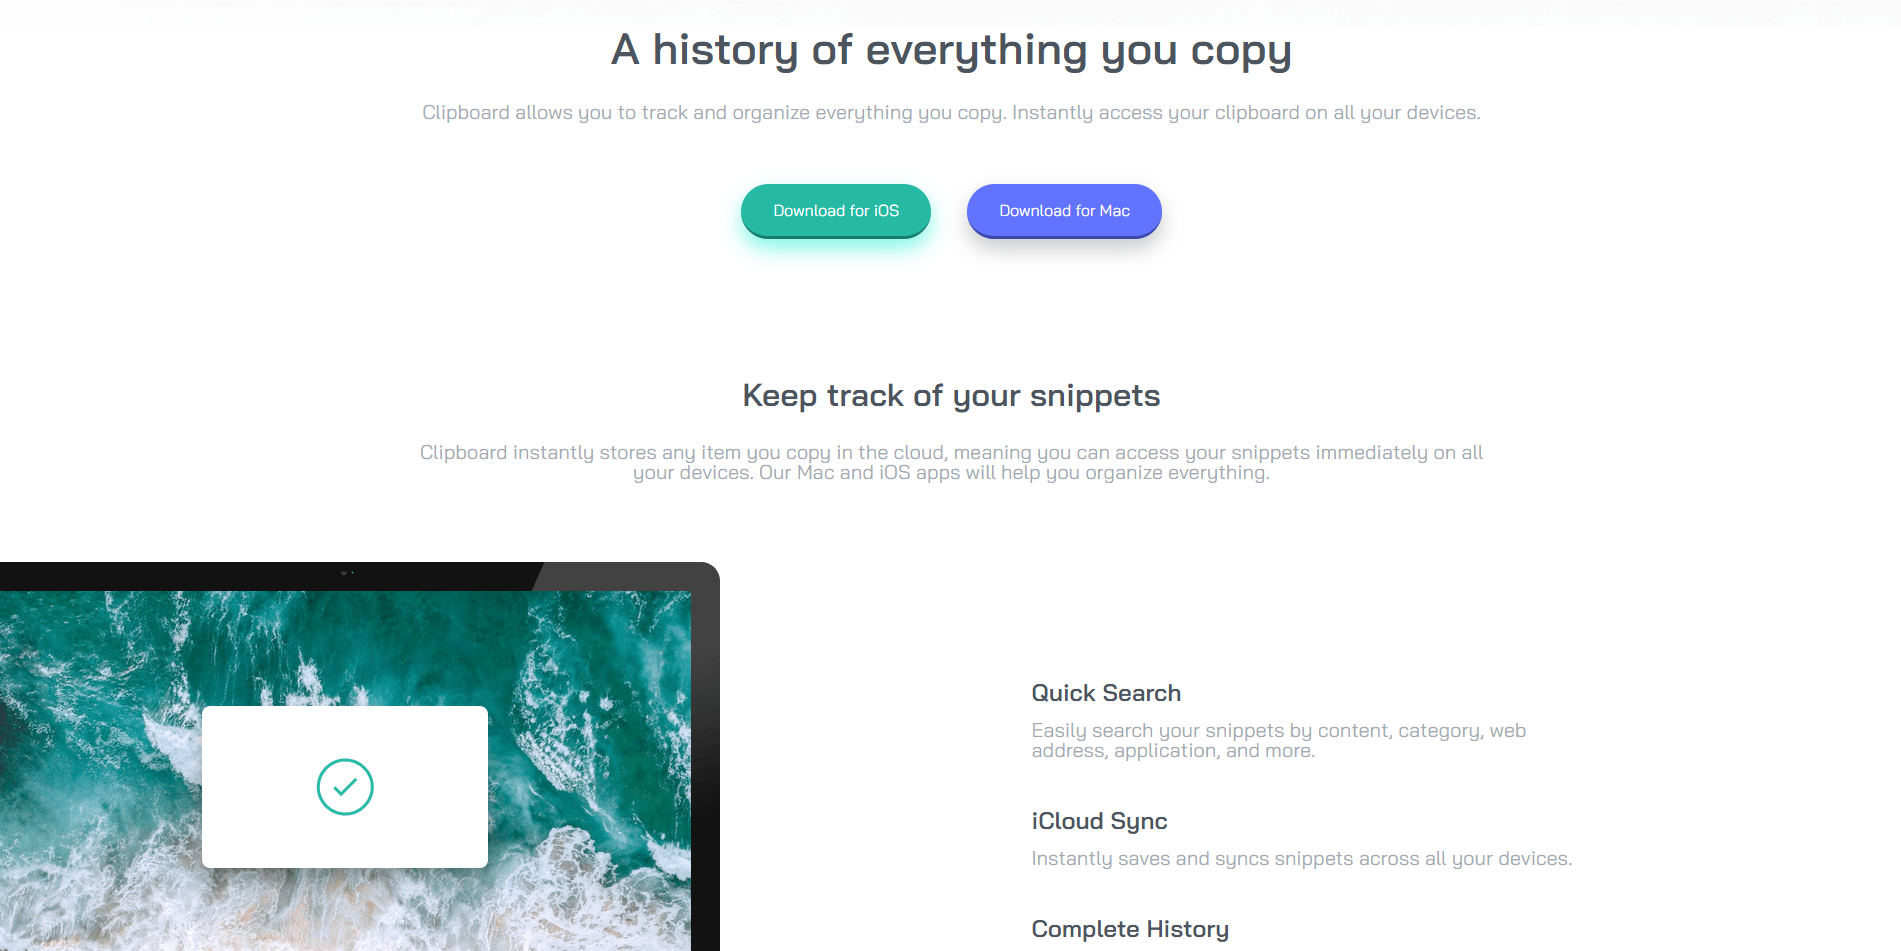 A history of everything you copy
Clipboard allows you to track and organize everything you copy. Instantly access your clipboard on all your devices.
Download for iOS
Download for Mac
Keep track of your snippets
Clipboard instantly stores any item you copy in the cloud, meaning you can access your snippets immediately on all
your devices. Our Mac and iOS apps will help you organize everything.
Quick Search
Easily search your snippets by content, category, web
address, application, and more.
iCloud Sync
Instantly saves and syncs snippets across all your devices.
Complete History